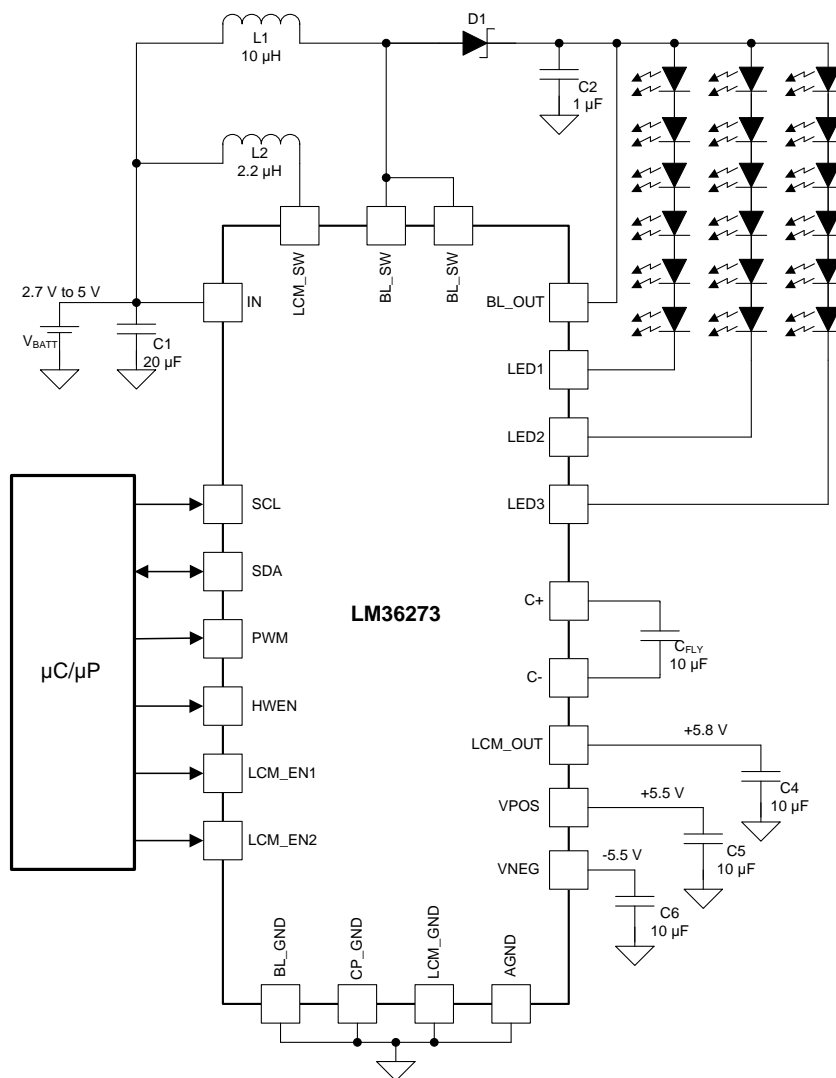 D1
L1
10 µH
C2
1 µF
L2
2.2 µH
LCM_SW
BL_SW
BL_SW
2.7 V to 5 V
IN
BL_OUT
VBATT
C1
20 µF
LED1
LED2
LED3
SCL
SDA
PWM
HWEN
LCM_EN1
LCM_EN2
µC/µP
LM36273
C+
CFLY
10 µF
C-
LCM_OUT
+5.8 V
C4
10 µF
VPOS
+5.5 V
C5
10 µF
VNEG
-5.5 V
C6
10 µF
BL_GND
CP_GND
LCM_GND
AGND